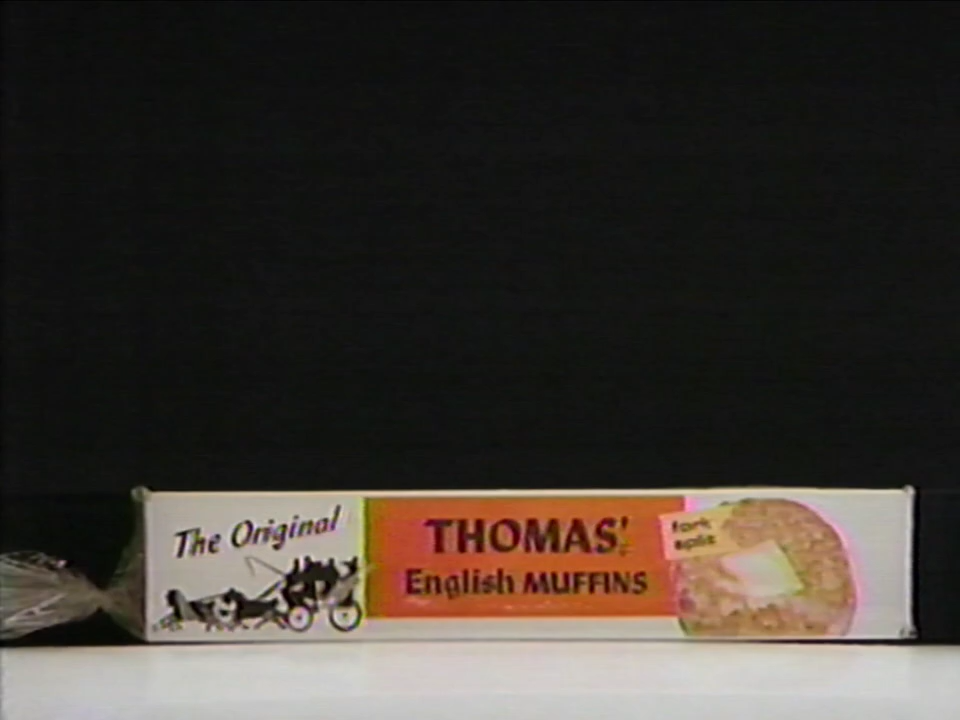 The Original
THOMAS'.
English MUFFINS
fork
split